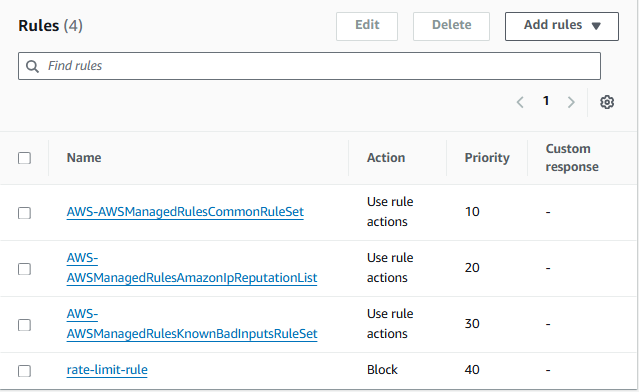 Rules (4)
Edit
Delete
Add rules
Find rules
1
Name
Action
Priority
Custom
response
AWS-AWSManagedRulesCommonRuleSet
Use rule
actions
10
-
AWS-
AWSManagedRulesAmazonIpReputationList
Use rule
actions
20
-
AWS-
AWSManagedRulesKnownBadInputsRuleSet
Use rule
actions
30
-
rate-limit-rule
Block
40
-